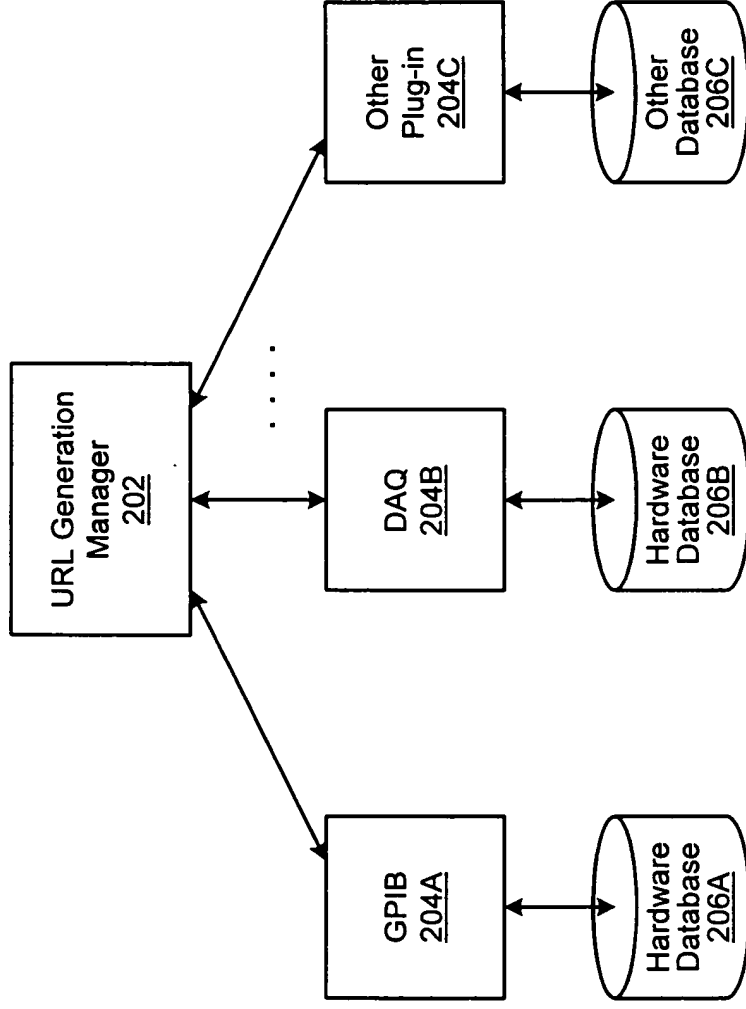 URL Generation
Manager
202
. . . .
GPIB
204A
DAQ
204B
Other
Plug-in
204C
Hardware
Database
206A
Hardware
Database
206B
Other
Database
206C